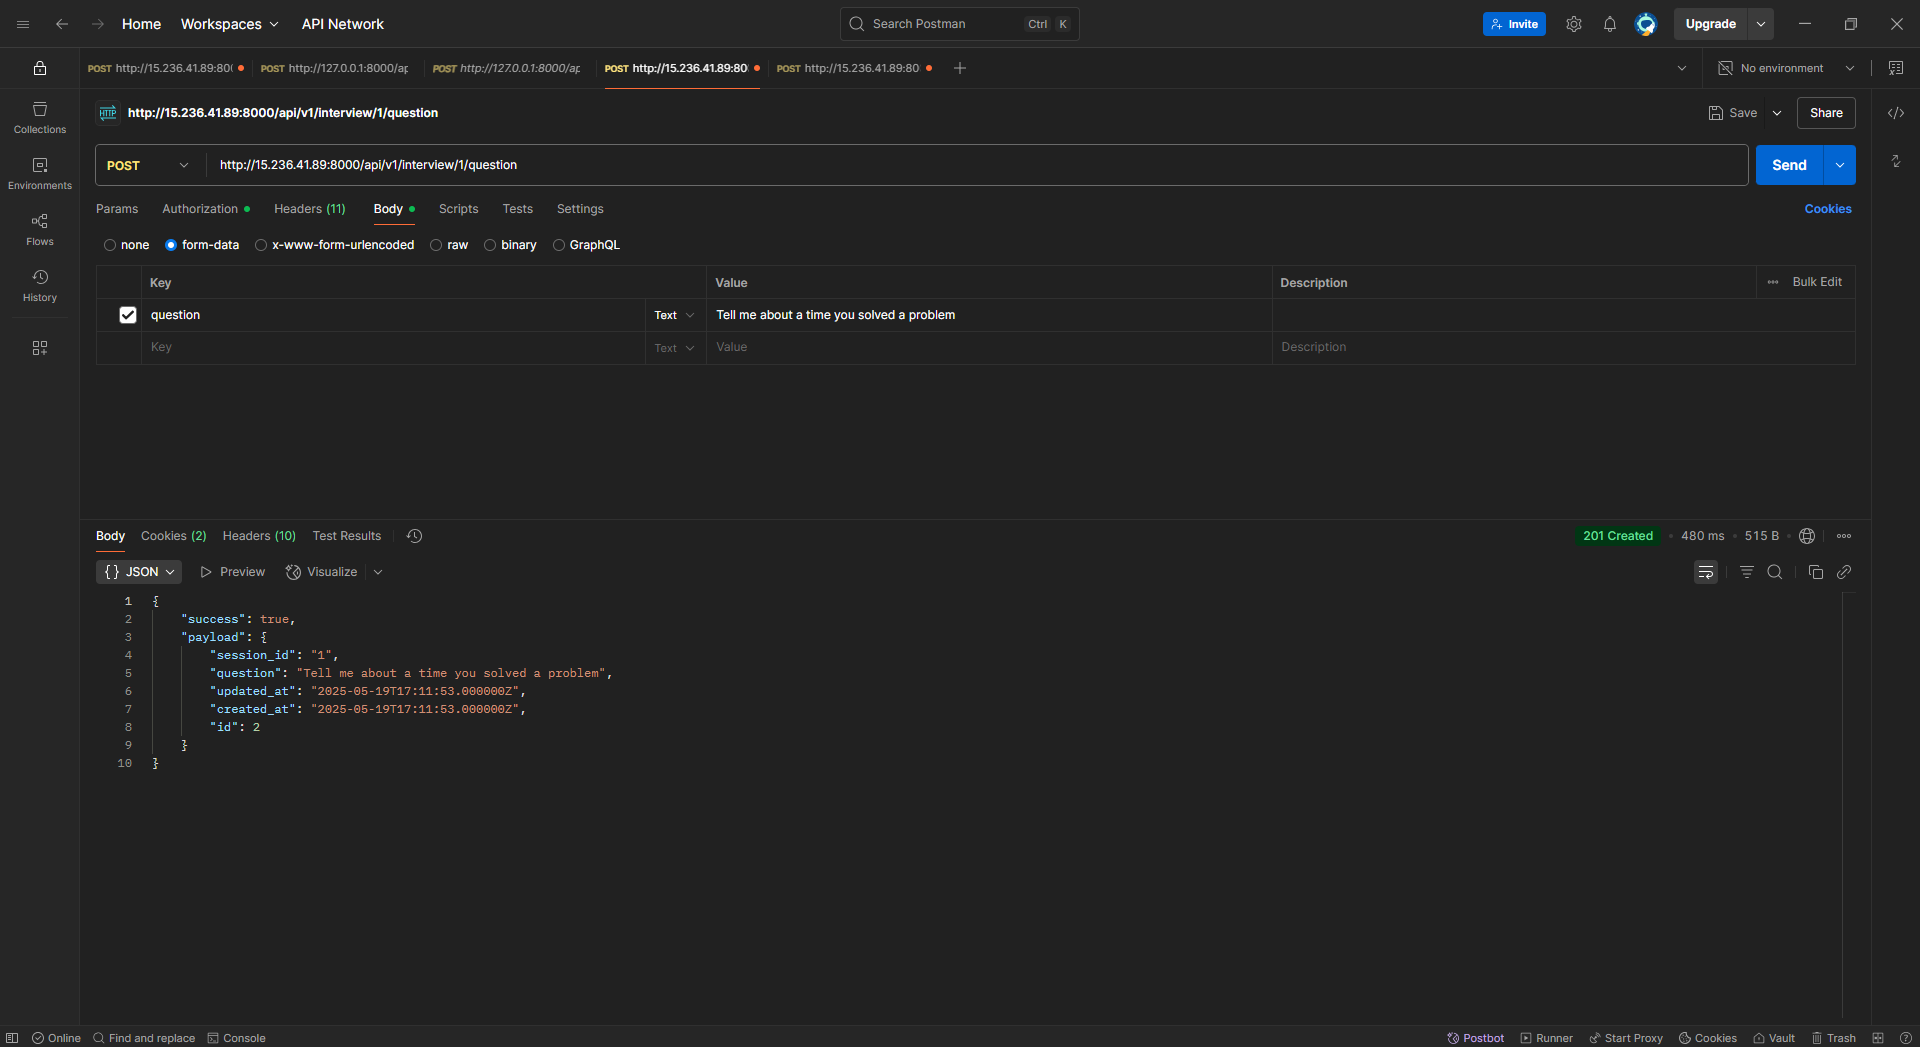 Home Workspaces API Network Search Postman Ctrl K Invite Upgrade
POST http://15.236.41.89:800 POST http://127.0.0.1:8000/ap POST http://127.0.0.1:8000/ap POST http://15.236.41.89:80 POST http://15.236.41.89:80 No environment
Collections
Environments
Flows
History
HTTP http://15.236.41.89:8000/api/v1/interview/1/question Save Share
POST http://15.236.41.89:8000/api/v1/interview/1/question Send
Params Authorization Headers (11) Body Scripts Tests Settings Cookies
none form-data x-www-form-urlencoded raw binary GraphQL
Key Value Description Bulk Edit
question Text Tell me about a time you solved a problem
Key Text Value Description
Body Cookies (2) Headers (10) Test Results 201 Created 480 ms 515 B
{} JSON Preview Visualize
1 {
2 "success": true,
3 "payload": {
4 "session_id": "1",
5 "question": "Tell me about a time you solved a problem",
6 "updated_at": "2025-05-19T17:11:53.000000Z",
7 "created_at": "2025-05-19T17:11:53.000000Z",
8 "id": 2
9 }
10 }
Online Find and replace Console Postbot Runner Start Proxy Cookies Vault Trash